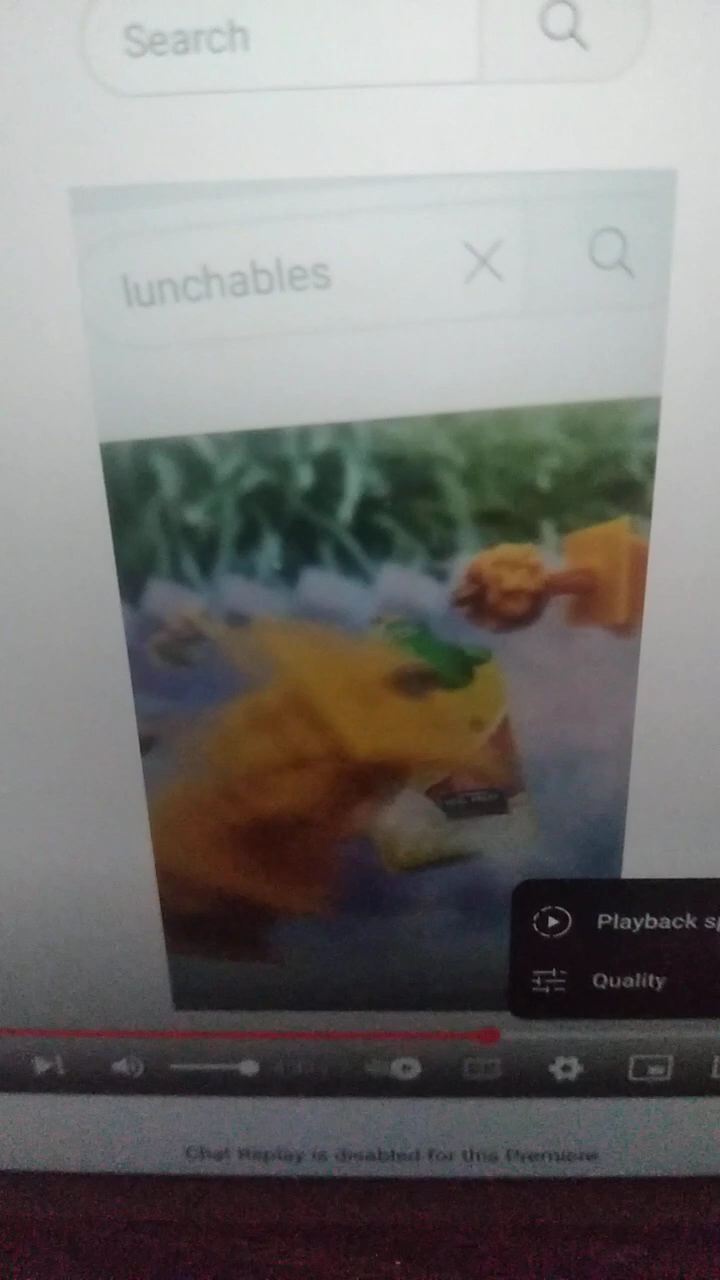 Search
lunchables
Playback sp
Quality
Chat Replay is disabled for this Premiere